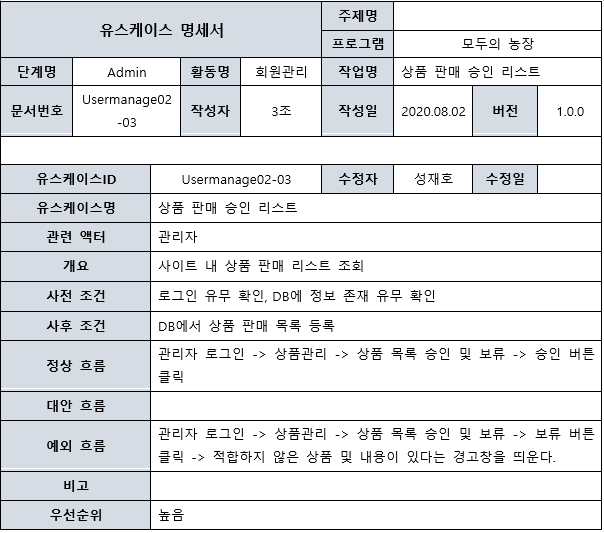 유스케이스 명세서
주제명
프로그램
모두의 농장
단계명
Admin
활동명
회원관리
작업명
상품 판매 승인 리스트
문서번호
Usermanage02
-03
작성자
3조
작성일
2020.08.02
버전
1.0.0
유스케이스ID
Usermanage02-03
수정자
성재호
수정일
유스케이스명
상품 판매 승인 리스트
관련 액터
관리자
개요
사이트 내 상품 판매 리스트 조회
사전 조건
로그인 유무 확인, DB에 정보 존재 유무 확인
사후 조건
DB에서 상품 판매 목록 등록
정상 흐름
관리자 로그인 -> 상품관리 -> 상품 목록 승인 및 보류 -> 승인 버튼
클릭
대안 흐름
예외 흐름
관리자 로그인 -> 상품관리 -> 상품 목록 승인 및 보류 -> 보류 버튼
클릭 -> 적합하지 않은 상품 및 내용이 있다는 경고창을 띄운다.
비고
우선순위
높음